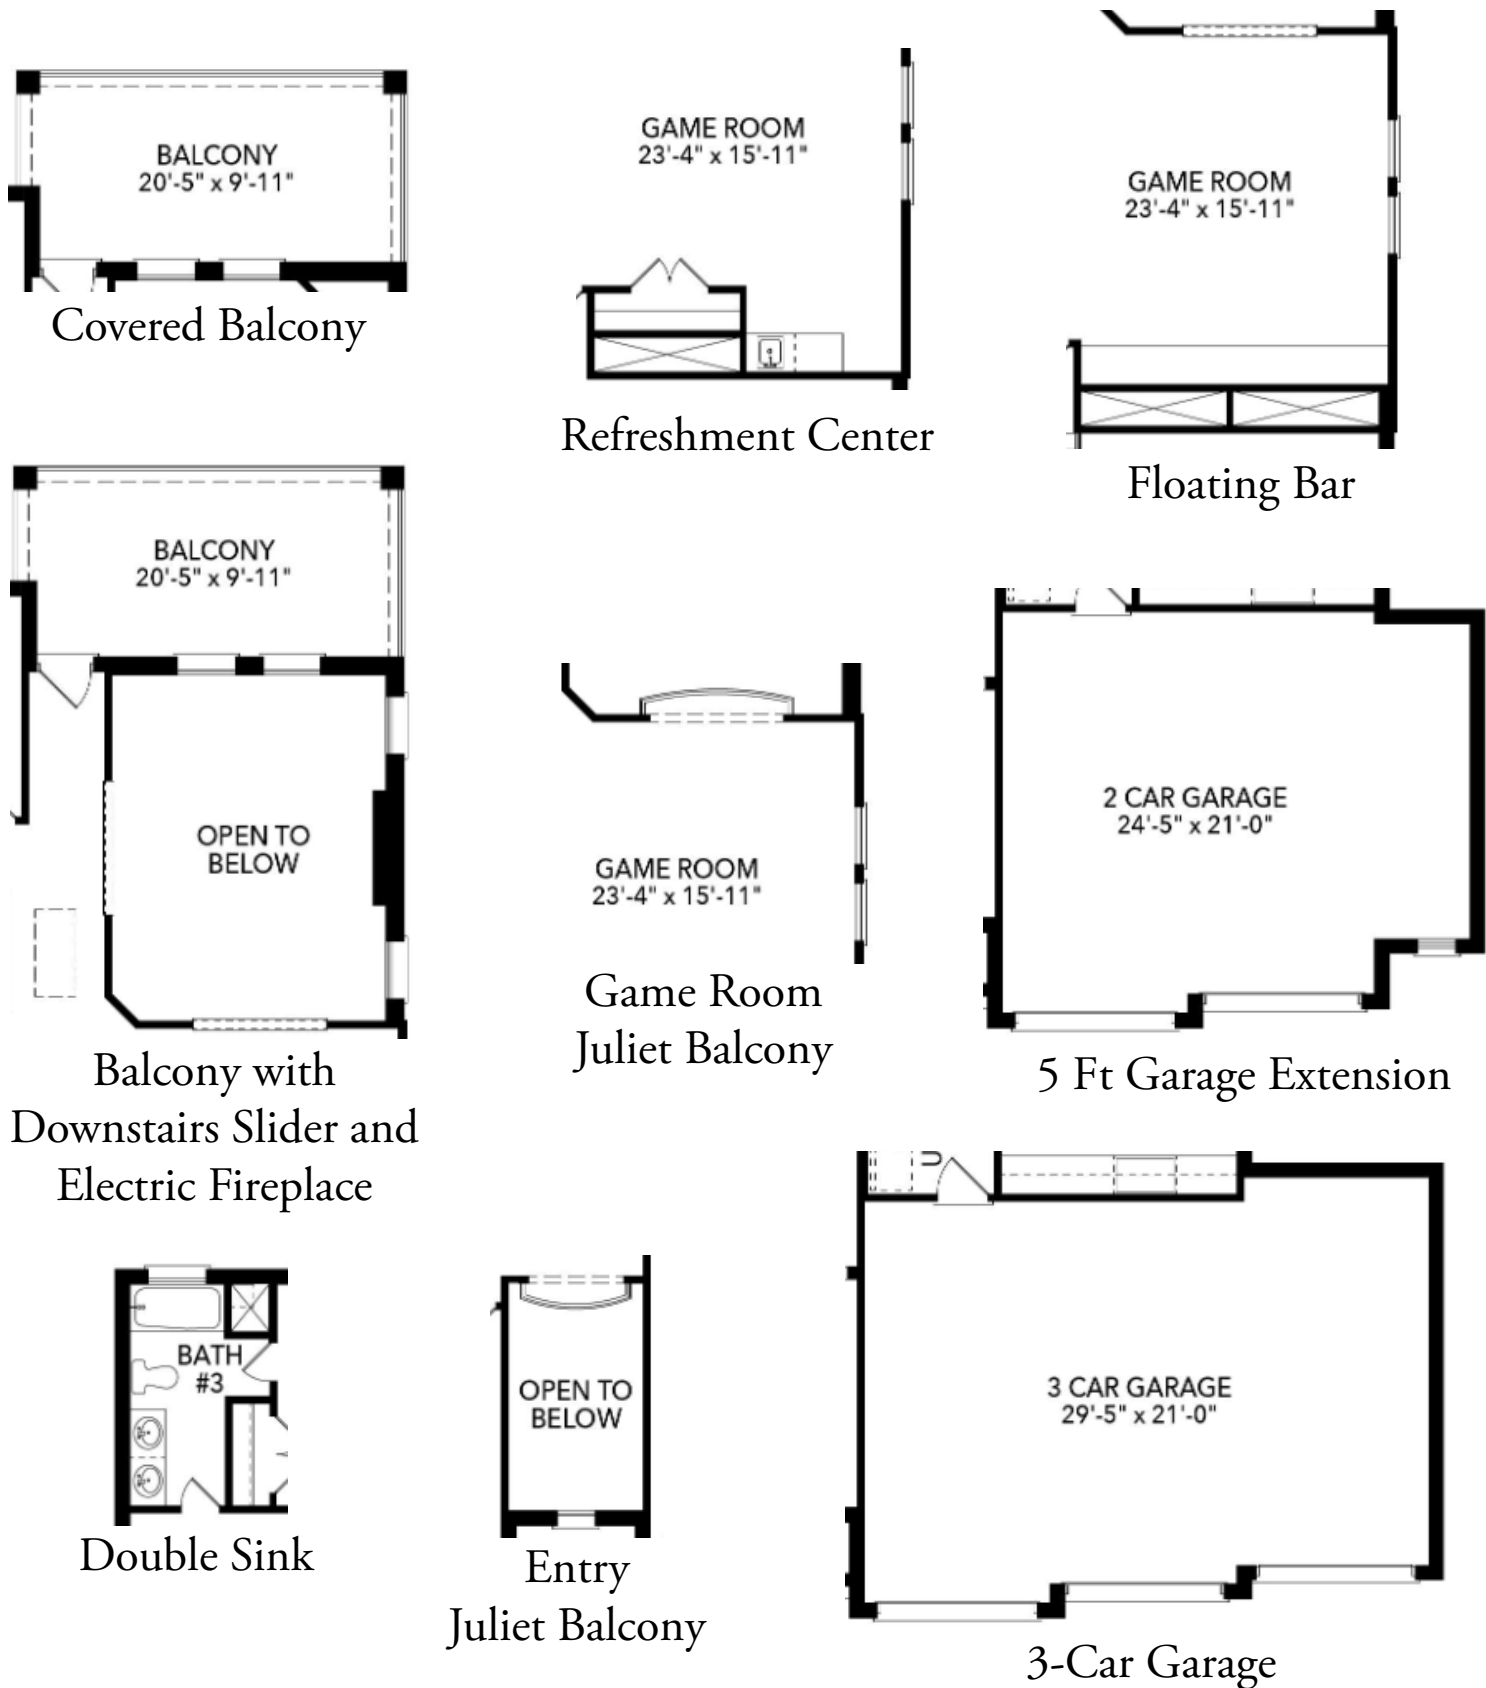 BALCONY
20'-5" x 9'-11"
Covered Balcony
GAME ROOM
23'-4" x 15'-11"
Refreshment Center
GAME ROOM
23'-4" x 15'-11"
Floating Bar
BALCONY
20'-5" x 9'-11"
OPEN TO
BELOW
Balcony with
Downstairs Slider and
Electric Fireplace
GAME ROOM
23'-4" x 15'-11"
Game Room
Juliet Balcony
2 CAR GARAGE
24'-5" x 21'-0"
5 Ft Garage Extension
BATH
#3
Double Sink
OPEN TO
BELOW
Entry
Juliet Balcony
3 CAR GARAGE
29'-5" x 21'-0"
3-Car Garage